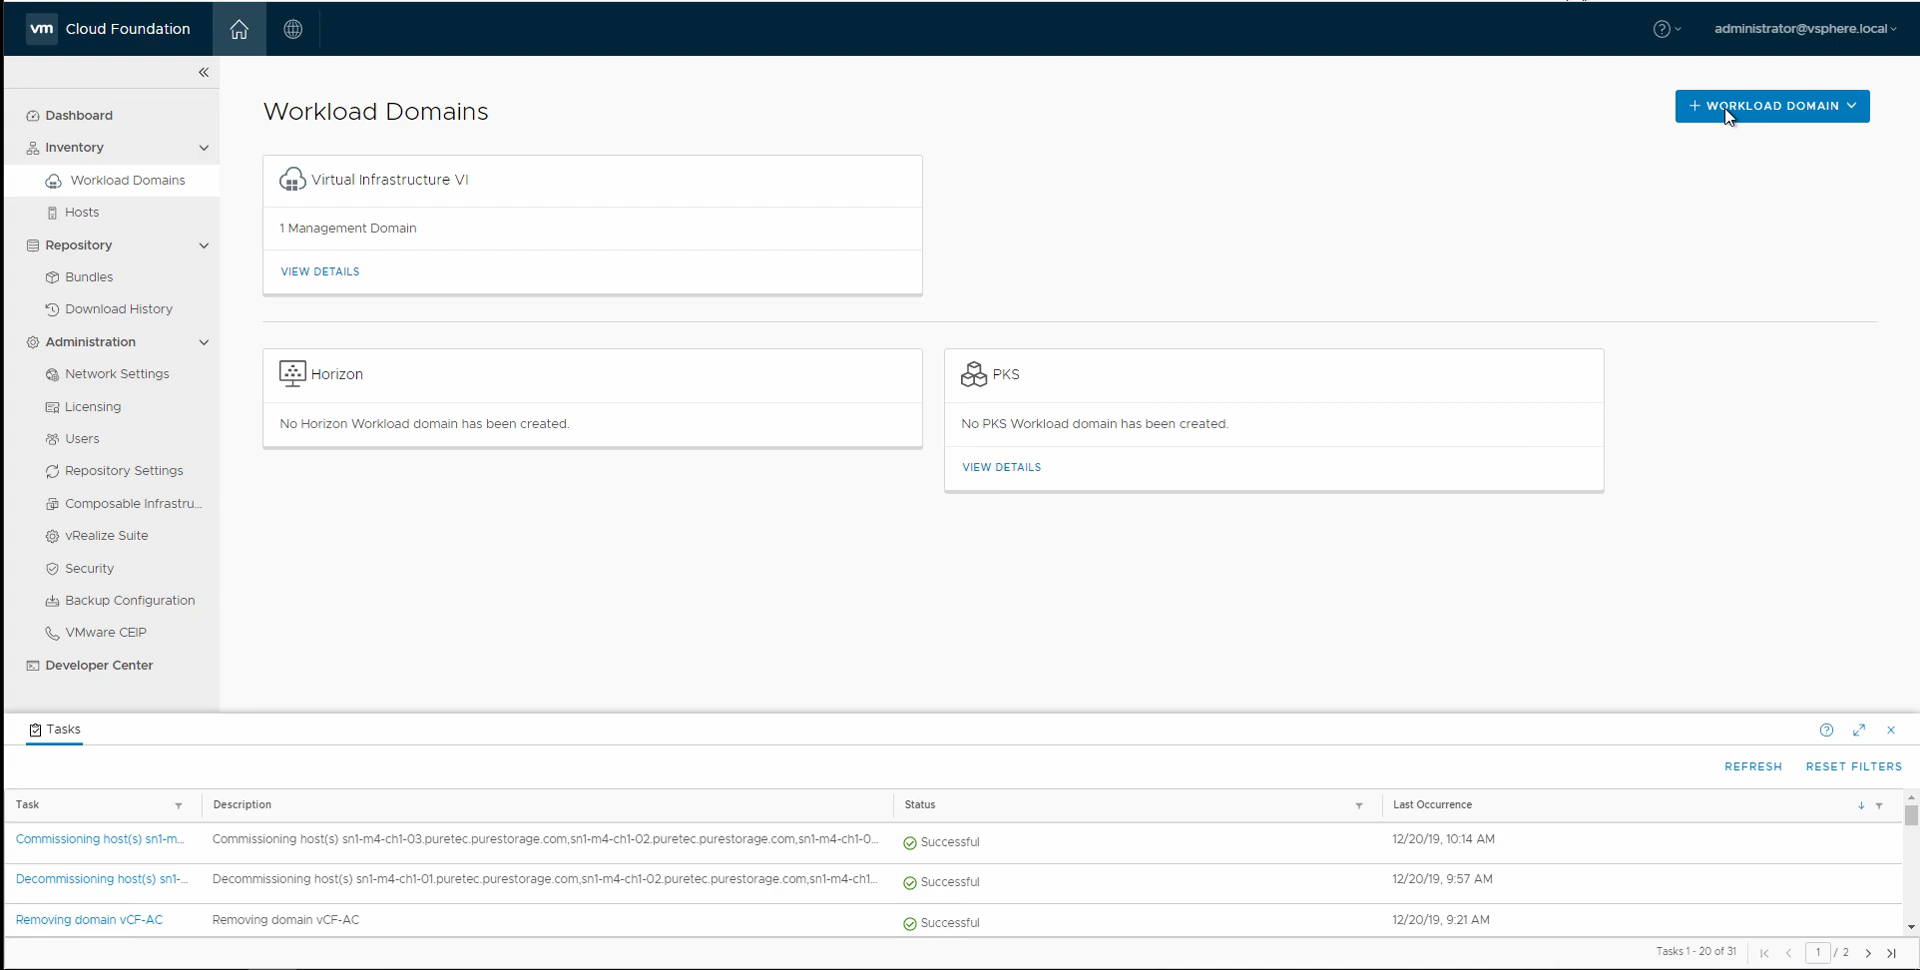 vm Cloud Foundation
administrator@vsphere.local
Dashboard
Inventory
Workload Domains
Hosts
Repository
Bundles
Download History
Administration
Network Settings
Licensing
Users
Repository Settings
Composable Infrastru...
vRealize Suite
Security
Backup Configuration
VMware CEIP
Developer Center
Workload Domains
+ WORKLOAD DOMAIN
Virtual Infrastructure VI
1 Management Domain
VIEW DETAILS
Horizon
No Horizon Workload domain has been created.
PKS
No PKS Workload domain has been created.
VIEW DETAILS
Tasks
REFRESH RESET FILTERS
Task Description Status Last Occurrence
Commissioning host(s) sn1-m... Commissioning host(s) sn1-m4-ch1-03.puretec.purestorage.com,sn1-m4-ch1-02.puretec.purestorage.com,sn1-m4-ch1-0... Successful 12/20/19, 10:14 AM
Decommissioning host(s) sn1-... Decommissioning host(s) sn1-m4-ch1-01.puretec.purestorage.com,sn1-m4-ch1-02.puretec.purestorage.com,sn1-m4-ch1... Successful 12/20/19, 9:57 AM
Removing domain vCF-AC Removing domain vCF-AC Successful 12/20/19, 9:21 AM
Tasks 1 - 20 of 31 1 / 2